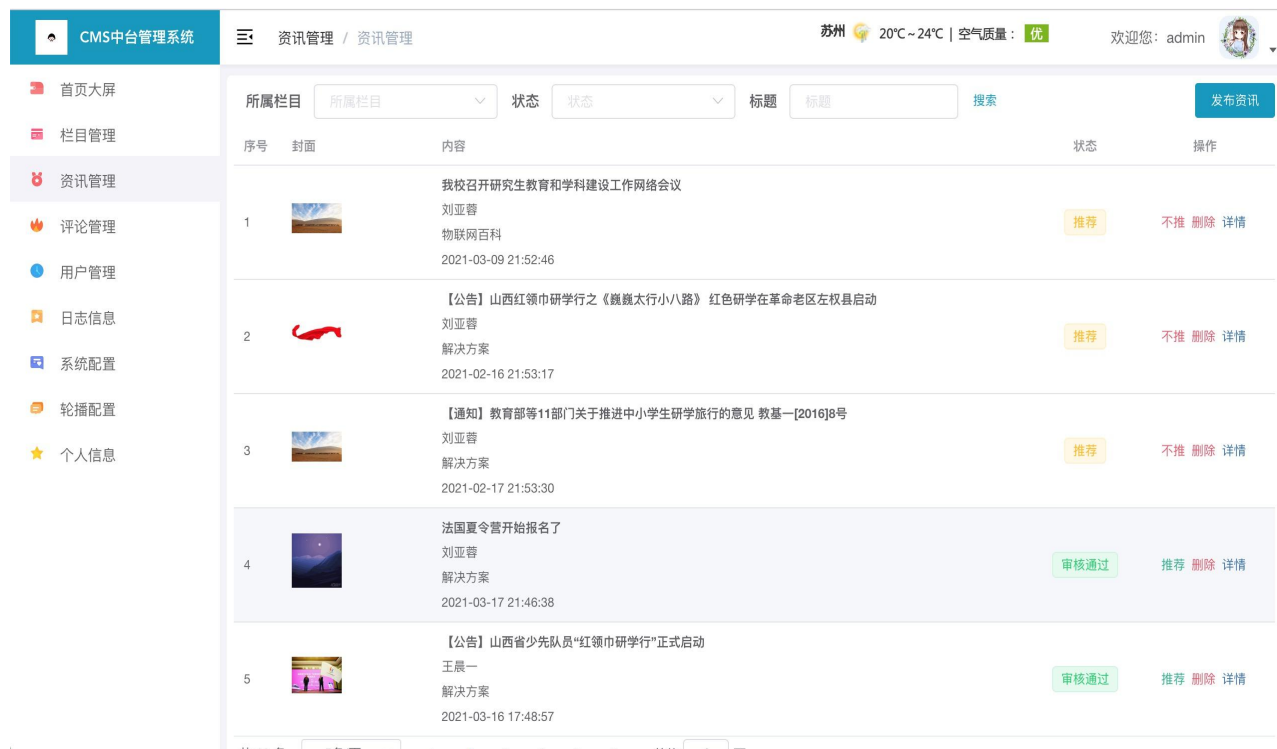 CMS中台管理系统
资讯管理 / 资讯管理
苏州 20℃~24℃ | 空气质量： 优
欢迎您：admin
首页大屏
栏目管理
资讯管理
评论管理
用户管理
日志信息
系统配置
轮播配置
个人信息
所属栏目 所属栏目 状态 状态 标题 标题 搜索 发布资讯
序号 封面 内容 状态 操作
我校召开研究生教育和学科建设工作网络会议
刘亚蓉
物联网百科
2021-03-09 21:52:46
1 推荐 不推 删除 详情
【公告】山西红领巾研学行之《巍巍太行小八路》 红色研学在革命老区左权县启动
刘亚蓉
解决方案
2021-02-16 21:53:17
2 推荐 不推 删除 详情
【通知】教育部等11部门关于推进中小学生研学旅行的意见 教基一[2016]8号
刘亚蓉
解决方案
2021-02-17 21:53:30
3 推荐 不推 删除 详情
法国夏令营开始报名了
刘亚蓉
解决方案
2021-03-17 21:46:38
4 审核通过 推荐 删除 详情
【公告】山西省少先队员“红领巾研学行”正式启动
王晨一
解决方案
2021-03-16 17:48:57
5 审核通过 推荐 删除 详情